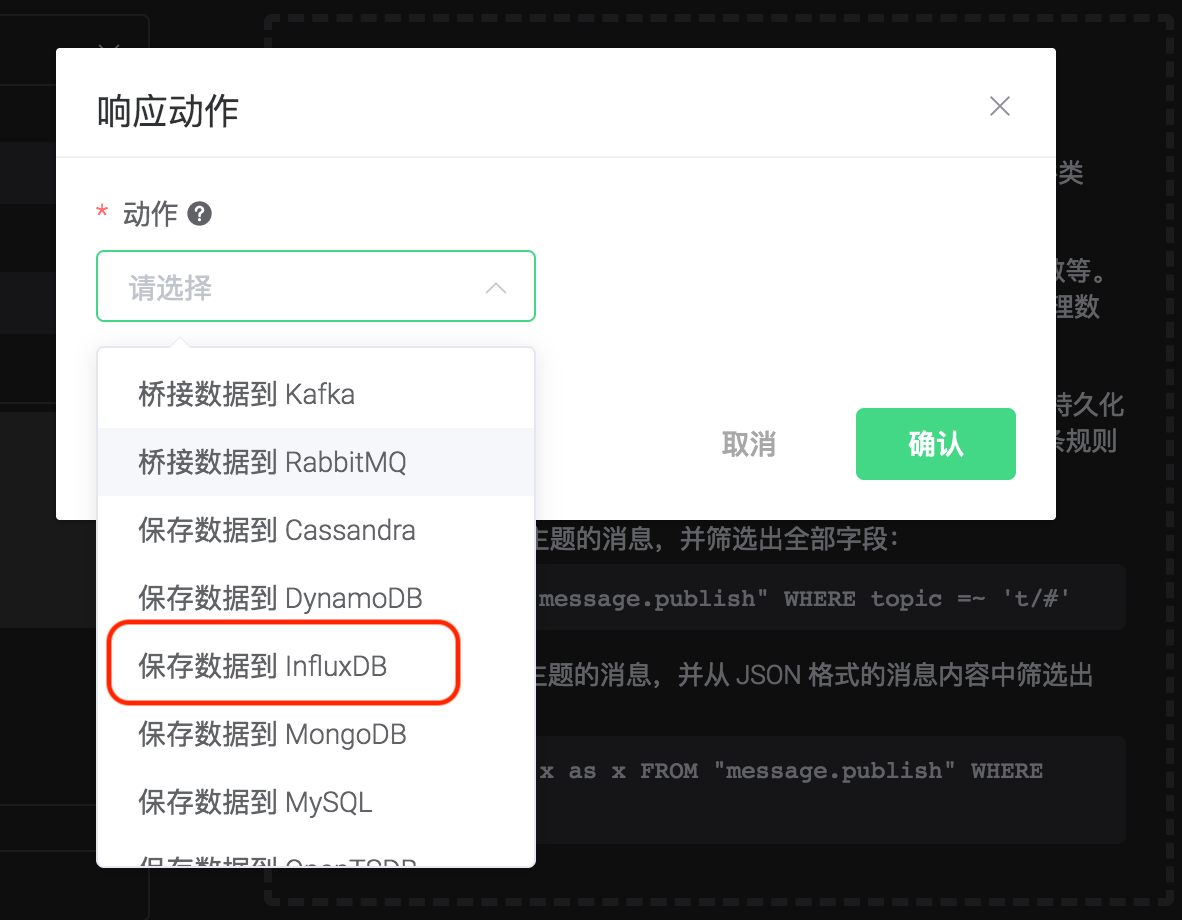 响应动作
* 动作 ?
请选择
桥接数据到 Kafka
桥接数据到 RabbitMQ
保存数据到 Cassandra
保存数据到 DynamoDB
保存数据到 InfluxDB
保存数据到 MongoDB
保存数据到 MySQL
保存数据到 OpenTSDB
取消
确认
类
等。
理数
持久化
条规则
主题的消息，并筛选出全部字段：
message.publish" WHERE topic =~ 't/#'
主题的消息，并从 JSON 格式的消息内容中筛选出
x as x FROM "message.publish" WHERE